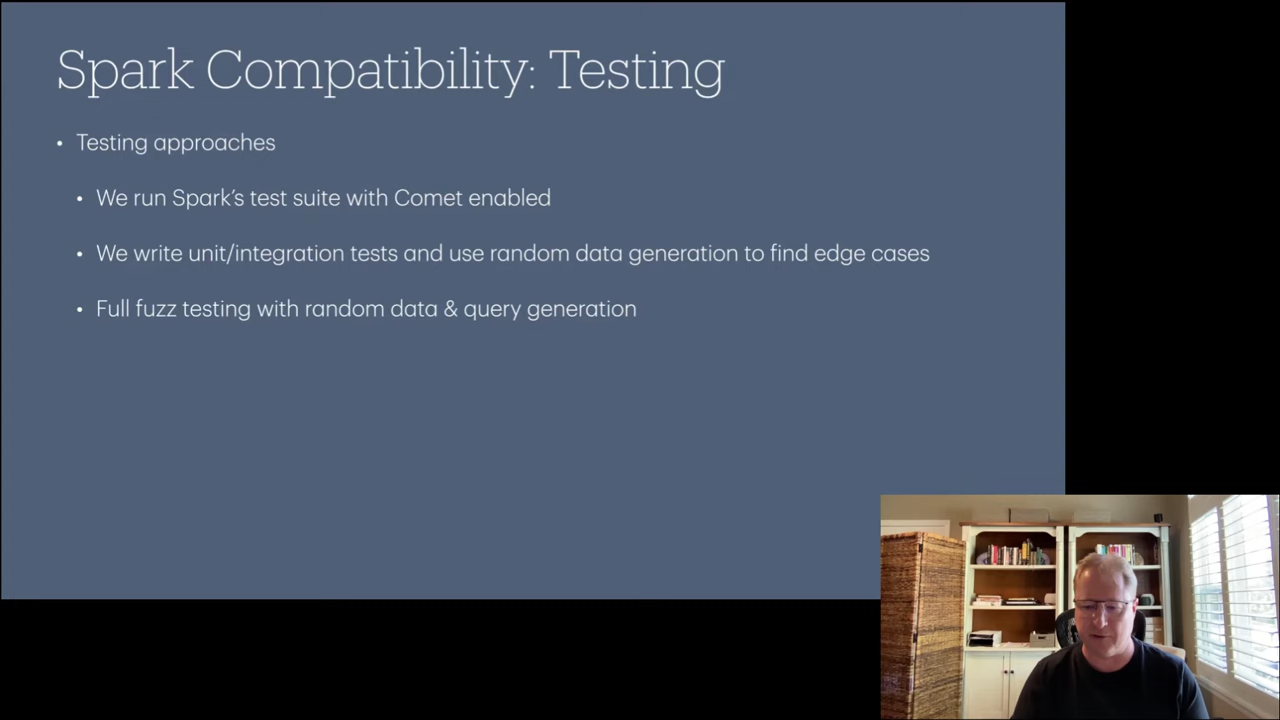 Spark Compatibility: Testing
• Testing approaches
• We run Spark’s test suite with Comet enabled
• We write unit/integration tests and use random data generation to find edge cases
• Full fuzz testing with random data & query generation